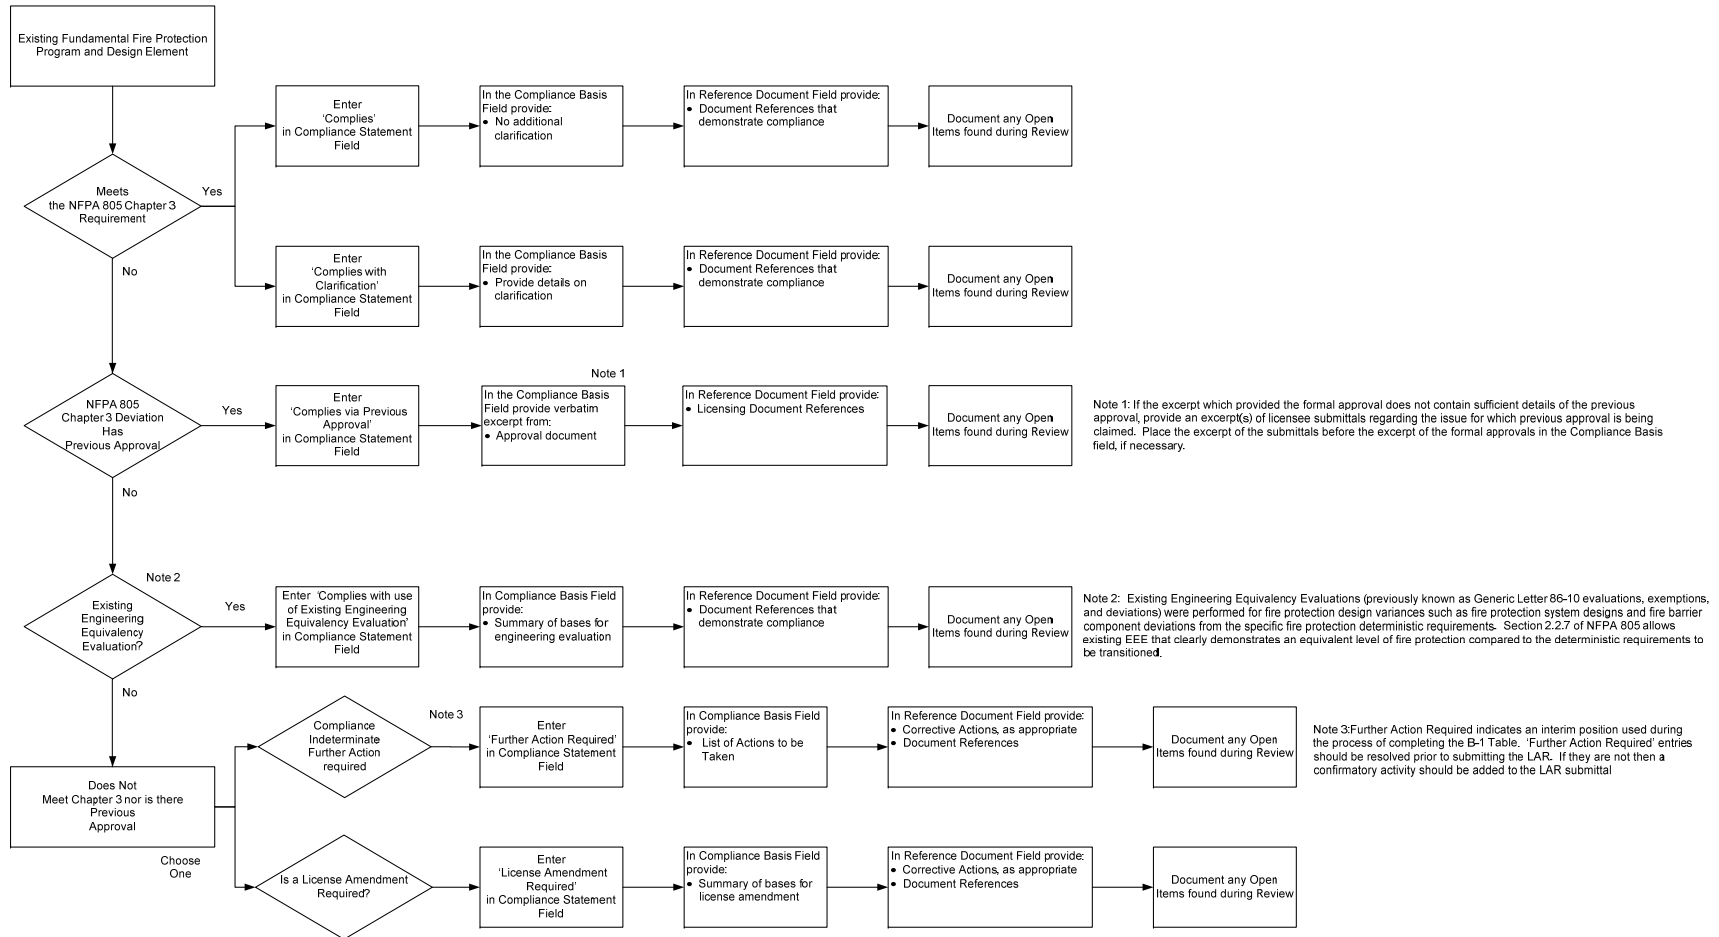 Existing Fundamental Fire Protection
Program and Design Element
Meets
the NFPA 805 Chapter 3
Requirement
Yes
No
Enter
'Complies'
in Compliance Statement
Field
In the Compliance Basis
Field provide:
• No additional
clarification
In Reference Document Field provide:
• Document References that
demonstrate compliance
Document any Open
Items found during Review
Enter
'Complies with
Clarification'
in Compliance Statement
Field
In the Compliance Basis
Field provide:
• Provide details on
clarification
In Reference Document Field provide:
• Document References that
demonstrate compliance
Document any Open
Items found during Review
NFPA 805
Chapter 3 Deviation
Has
Previous Approval
Yes
No
Enter
'Complies via Previous
Approval'
in Compliance Statement
Field
Note 1
In the Compliance Basis
Field provide verbatim
excerpt from:
• Approval document
In Reference Document Field provide:
• Licensing Document References
Document any Open
Items found during Review
Note 1: If the excerpt which provided the formal approval does not contain sufficient details of the previous
approval, provide an excerpt(s) of licensee submittals regarding the issue for which previous approval is being
claimed. Place the excerpt of the submittals before the excerpt of the formal approvals in the Compliance Basis
field, if necessary.
Note 2
Existing
Engineering
Equivalency
Evaluation?
Yes
No
Enter 'Complies with use
of Existing Engineering
Equivalency Evaluation'
in Compliance Statement
Field
In Compliance Basis Field
provide:
• Summary of bases for
engineering evaluation
In Reference Document Field provide:
• Document References that
demonstrate compliance
Document any Open
Items found during Review
Note 2: Existing Engineering Equivalency Evaluations (previously known as Generic Letter 86-10 evaluations, exemptions,
and deviations) were performed for fire protection design variances such as fire protection system designs and fire barrier
component deviations from the specific fire protection deterministic requirements. Section 2.2.7 of NFPA 805 allows
existing EEE that clearly demonstrates an equivalent level of fire protection compared to the deterministic requirements to
be transitioned.
Does Not
Meet Chapter 3 nor is there
Previous
Approval
Choose
One
Compliance
Indeterminate
Further Action
required
Note 3
Enter
'Further Action Required'
in Compliance Statement
Field
In Compliance Basis Field
provide:
• List of Actions to be
Taken
In Reference Document Field provide:
• Corrective Actions, as appropriate
• Document References
Document any Open
Items found during Review
Note 3:Further Action Required indicates an interim position used during
the process of completing the B-1 Table. 'Further Action Required' entries
should be resolved prior to submitting the LAR. If they are not then a
confirmatory activity should be added to the LAR submittal
Is a License Amendment
Required?
Enter
'License Amendment
Required'
in Compliance Statement
Field
In Compliance Basis Field
provide:
• Summary of bases for
license amendment
In Reference Document Field provide:
• Corrective Actions, as appropriate
• Document References
Document any Open
Items found during Review